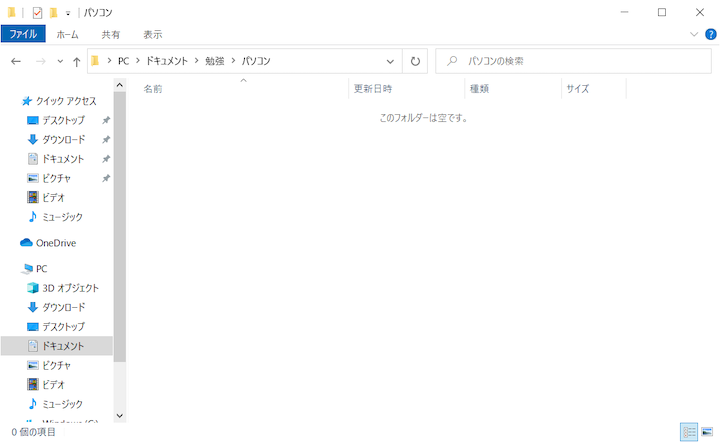 パソコン
ファイル ホーム 共有 表示
PC ドキュメント 勉強 パソコン パソコンの検索
名前 更新日時 種類 サイズ
このフォルダーは空です。
クイック アクセス
デスクトップ
ダウンロード
ドキュメント
ピクチャ
ビデオ
ミュージック
OneDrive
PC
3D オブジェクト
ダウンロード
デスクトップ
ドキュメント
ピクチャ
ビデオ
ミュージック
0 個の項目